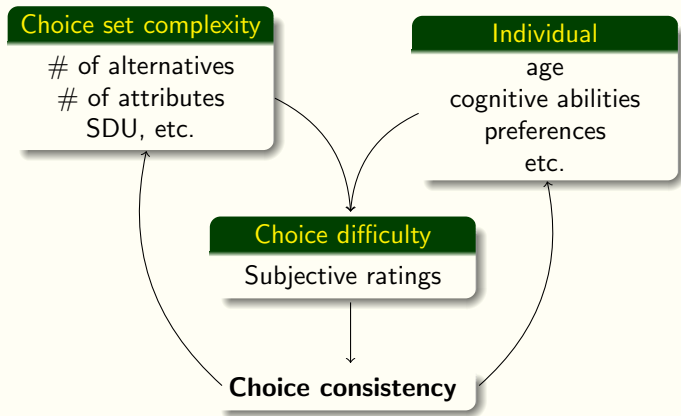 Choice set complexity
# of alternatives
# of attributes
SDU, etc.
Individual
age
cognitive abilities
preferences
etc.
Choice difficulty
Subjective ratings
Choice consistency